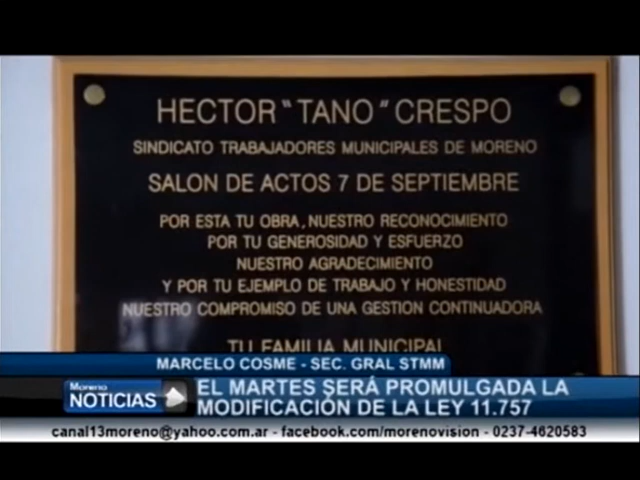 HECTOR "TANO" CRESPO
SINDICATO TRABAJADORES MUNICIPALES DE MORENO
SALON DE ACTOS 7 DE SEPTIEMBRE
POR ESTA TU OBRA, NUESTRO RECONOCIMIENTO
POR TU GENEROSIDAD Y ESFUERZO
NUESTRO AGRADECIMIENTO
Y POR TU EJEMPLO DE TRABAJO Y HONESTIDAD
NUESTRO COMPROMISO DE UNA GESTION CONTINUADORA
TU FAMILIA MUNICIPAL
MARCELO COSME - SEC. GRAL STMM
Moreno
NOTICIAS
EL MARTES SERÁ PROMULGADA LA
MODIFICACIÓN DE LA LEY 11.757
canal13moreno@yahoo.com.ar - facebook.com/morenovision - 0237-4620583